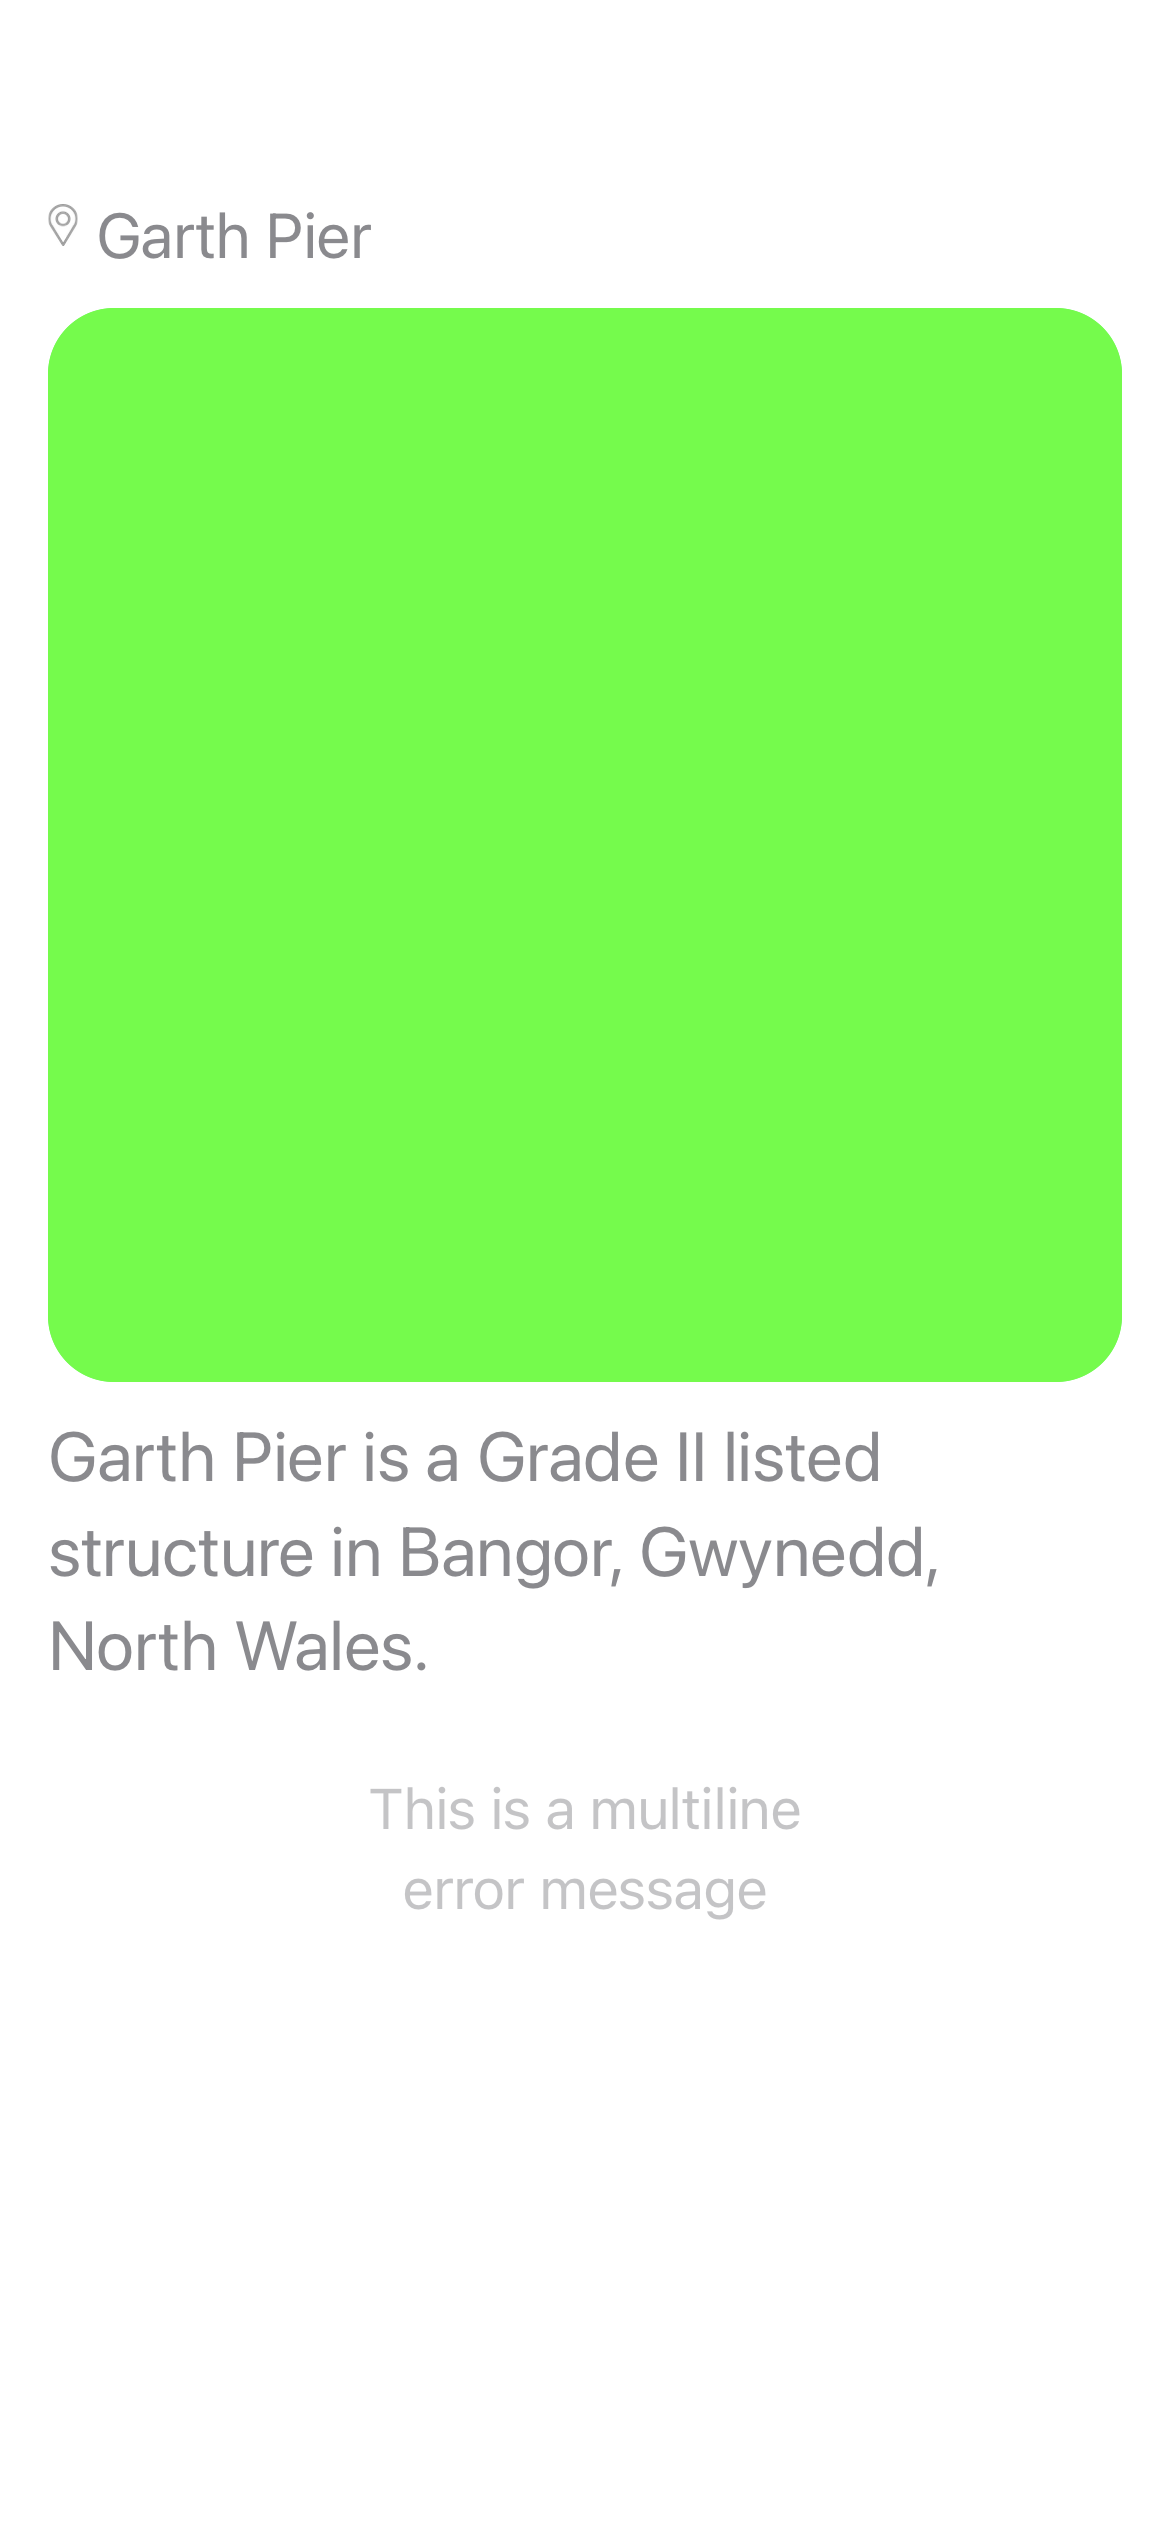 Garth Pier
Garth Pier is a Grade II listed
structure in Bangor, Gwynedd,
North Wales.
This is a multiline
error message